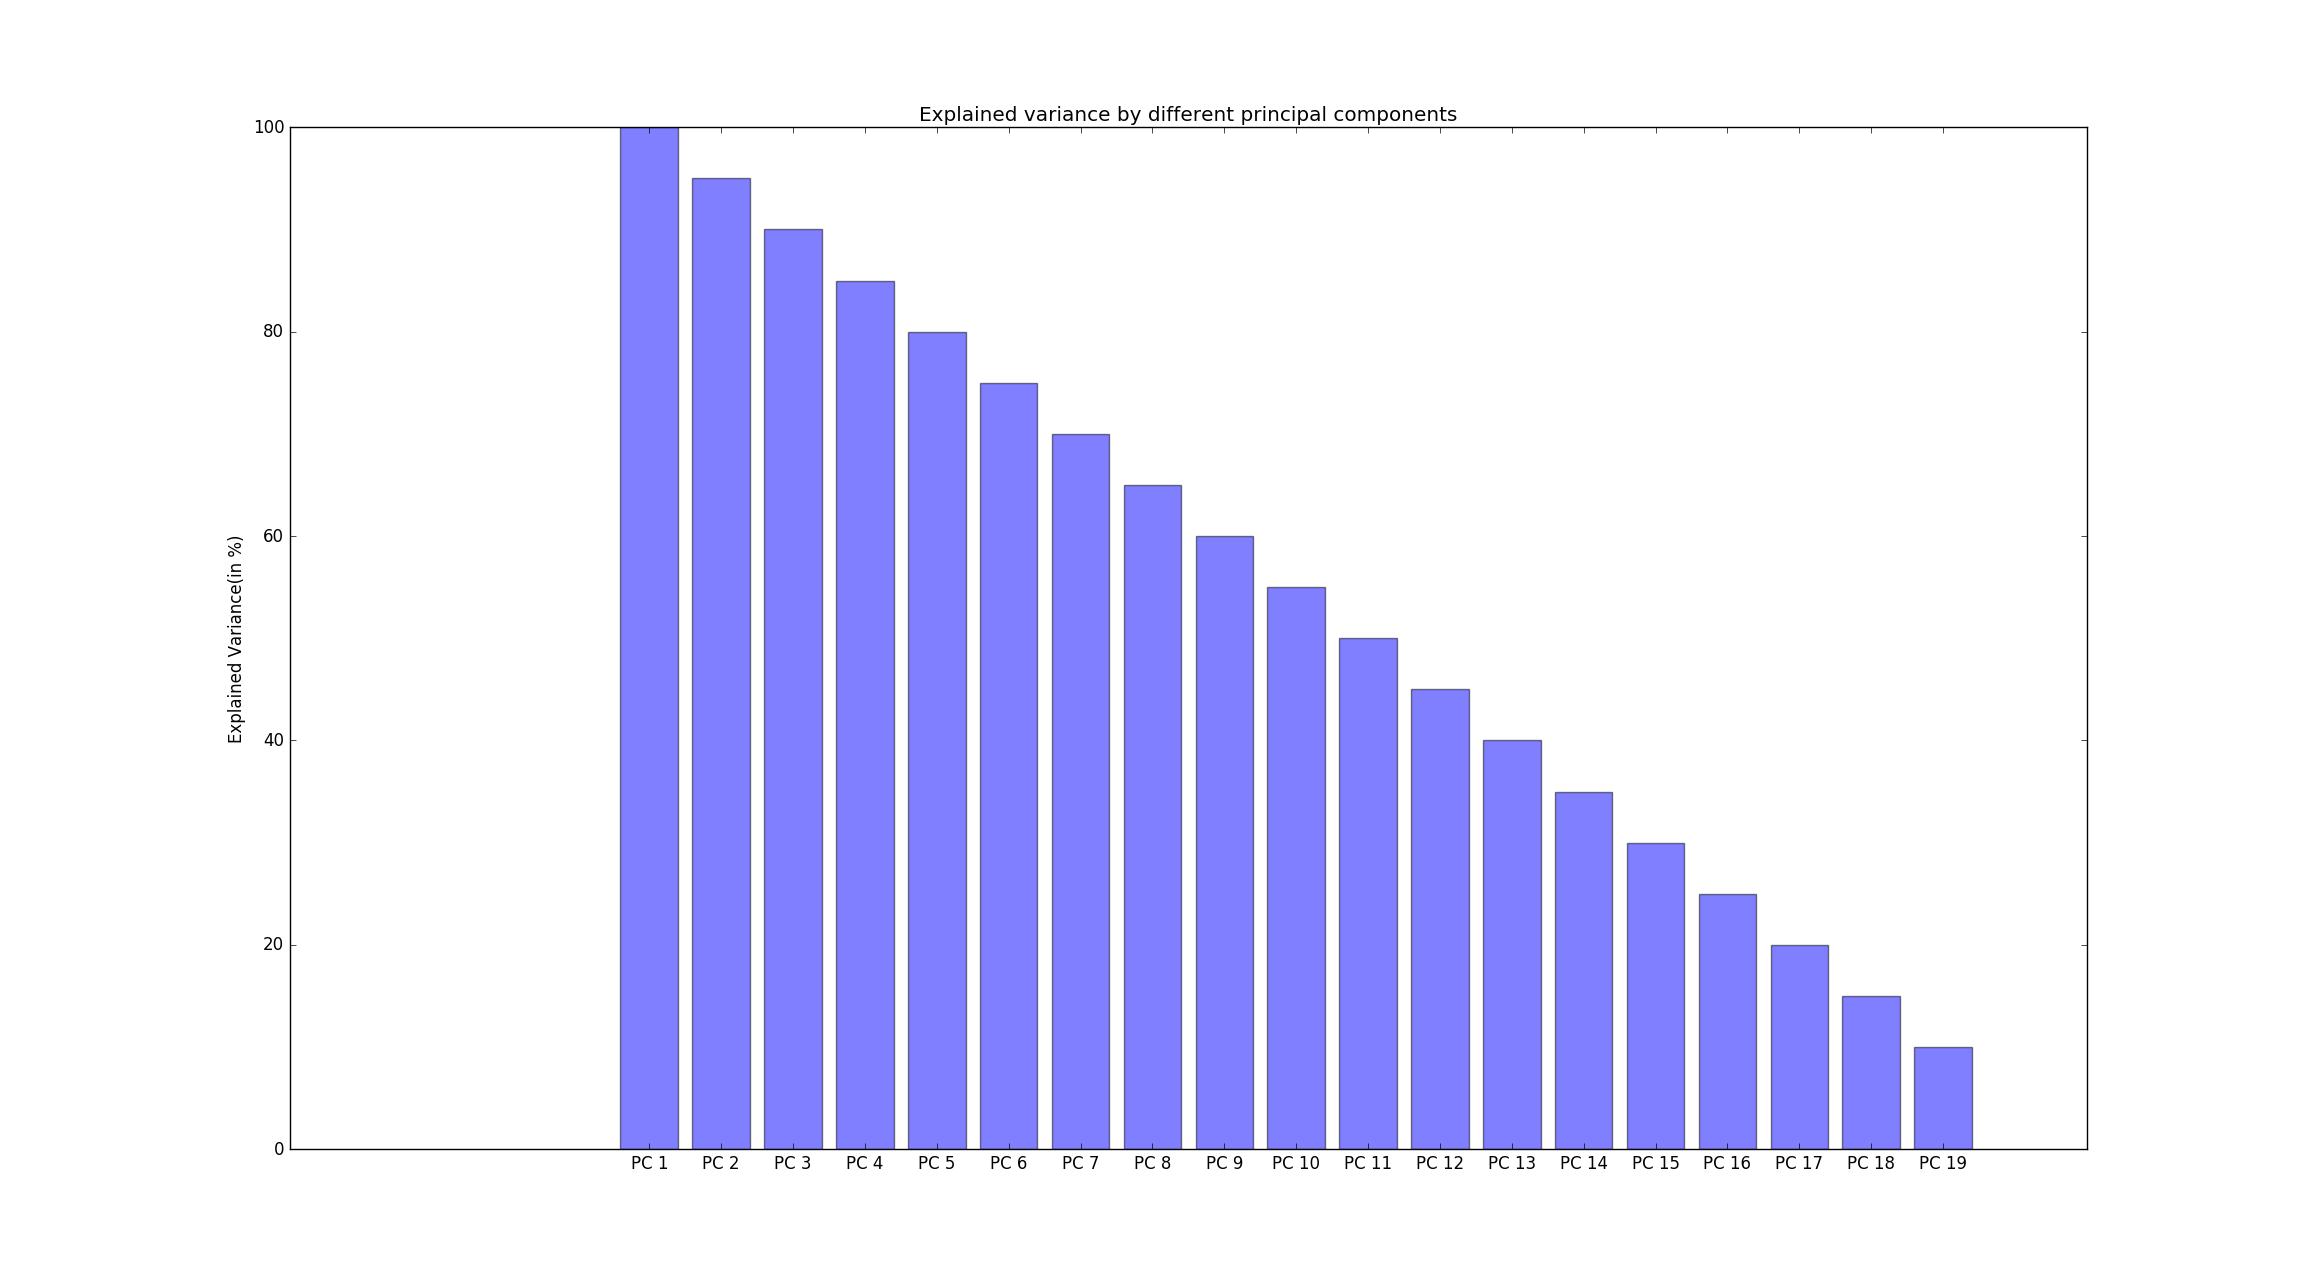 Explained variance by different principal components
100
80
60
40
20
0
Explained Variance(in %)
PC 1 PC 2 PC 3 PC 4 PC 5 PC 6 PC 7 PC 8 PC 9 PC 10 PC 11 PC 12 PC 13 PC 14 PC 15 PC 16 PC 17 PC 18 PC 19